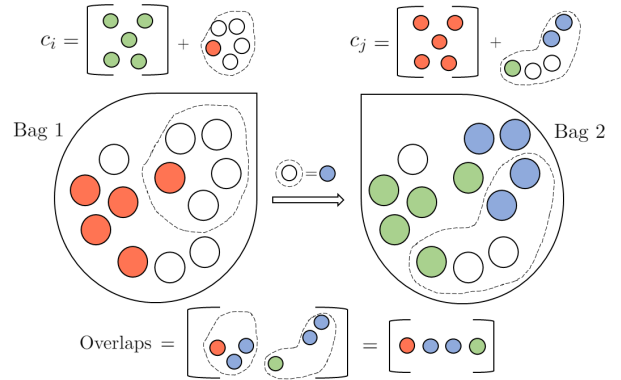 c_i = +
c_j = +
Bag 1
Bag 2
=
Overlaps = =